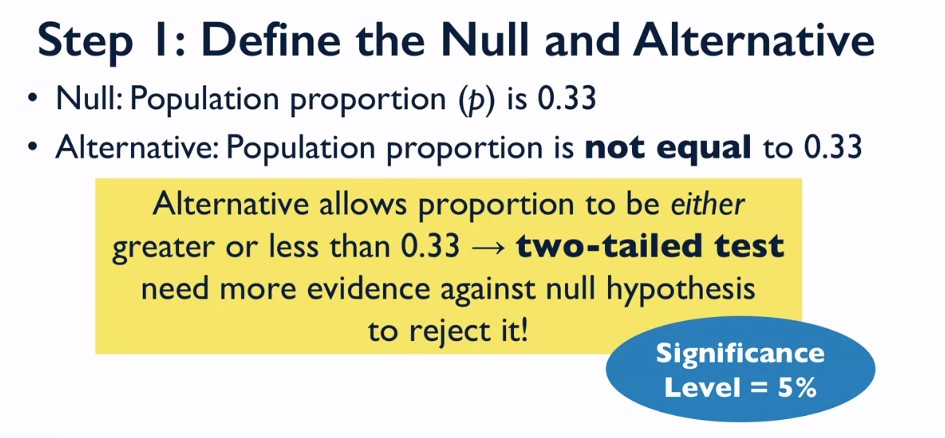 Step 1: Define the Null and Alternative
• Null: Population proportion (p) is 0.33
• Alternative: Population proportion is not equal to 0.33
Alternative allows proportion to be either
greater or less than 0.33 → two-tailed test
need more evidence against null hypothesis
to reject it!
Significance
Level = 5%